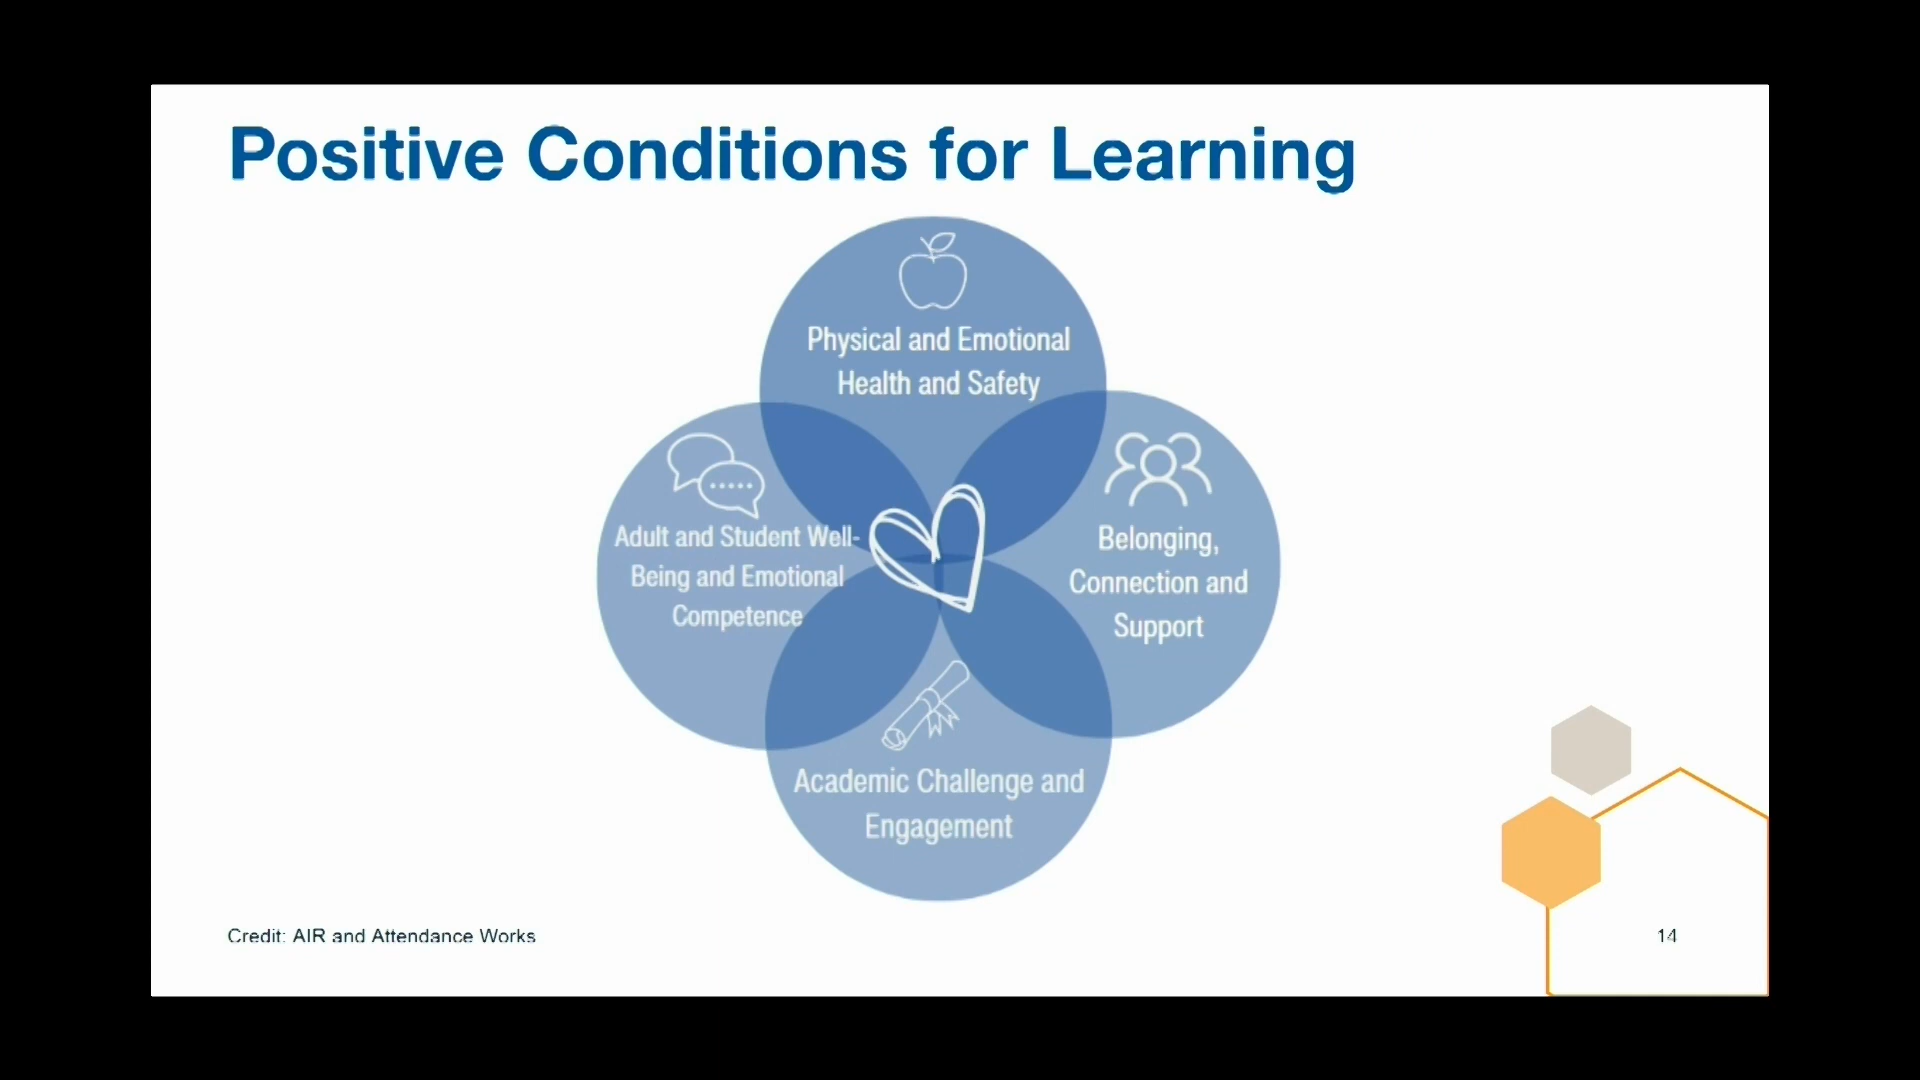 Positive Conditions for Learning
Physical and Emotional
Health and Safety
Adult and Student Well-
Being and Emotional
Competence
Belonging,
Connection and
Support
Academic Challenge and
Engagement
Credit: AIR and Attendance Works
14